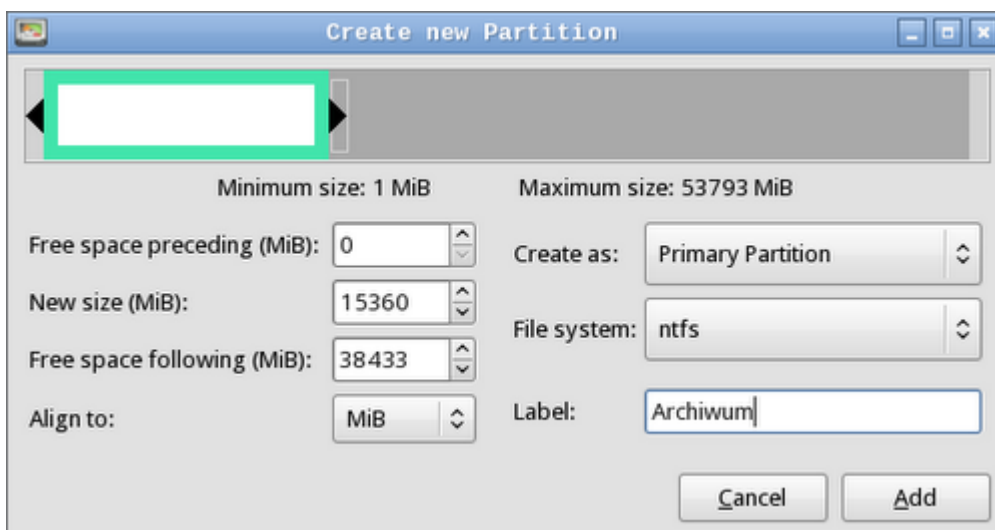 Create new Partition
Minimum size: 1 MiB Maximum size: 53793 MiB
Free space preceding (MiB): 0
Create as: Primary Partition
New size (MiB): 15360
File system: ntfs
Free space following (MiB): 38433
Align to: MiB
Label: Archiwum
Cancel Add